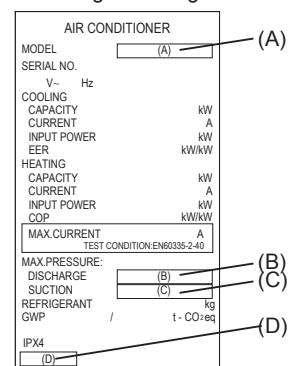 AIR CONDITIONER
MODEL (A) (A)
SERIAL NO.
V~ Hz
COOLING
CAPACITY kW
CURRENT A
INPUT POWER kW
EER kW/kW
HEATING
CAPACITY kW
CURRENT A
INPUT POWER kW
COP kW/kW
MAX.CURRENT A
TEST CONDITION:EN60335-2-40
MAX.PRESSURE:
DISCHARGE (B) (B)
SUCTION (C) (C)
REFRIGERANT kg
GWP / t - CO2eq
IPX4
(D) (D)